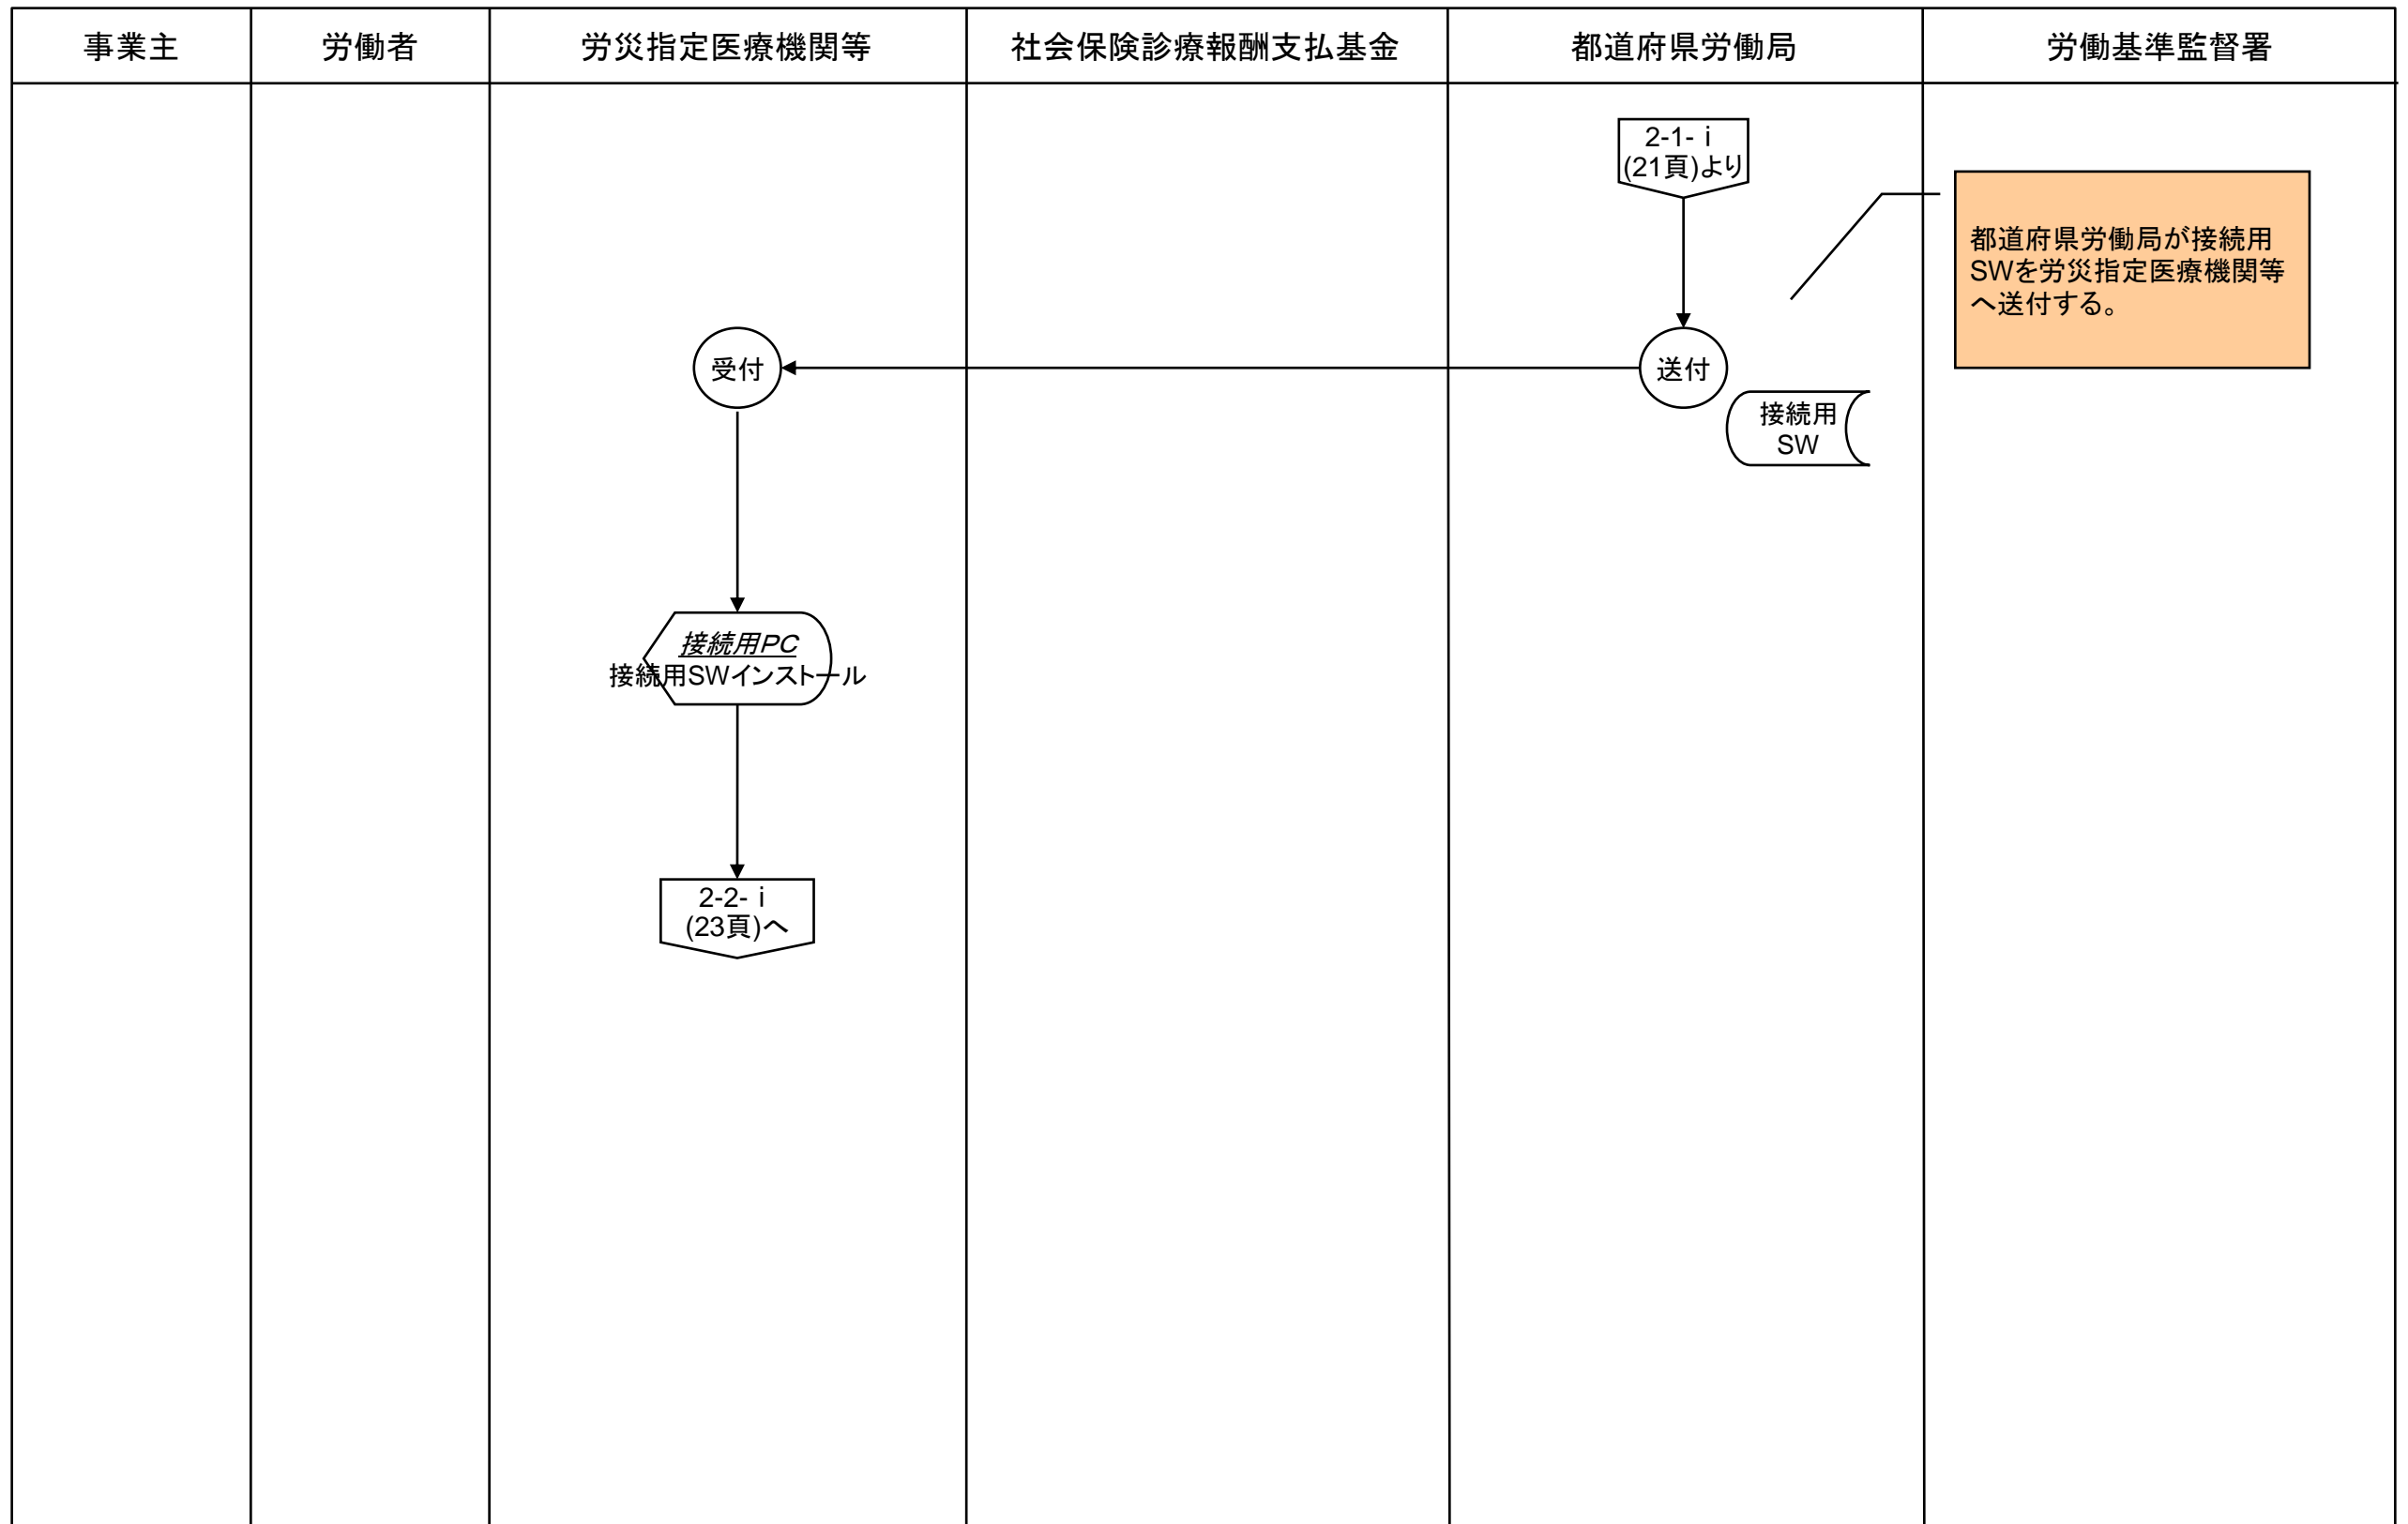 事業主
労働者
労災指定医療機関等
社会保険診療報酬支払基金
都道府県労働局
労働基準監督署
2-1-ⅰ
(21頁)より
都道府県労働局が接続用
SWを労災指定医療機関等
へ送付する。
受付
送付
接続用
SW
接続用PC
接続用SWインストール
2-2-ⅰ
(23頁)へ